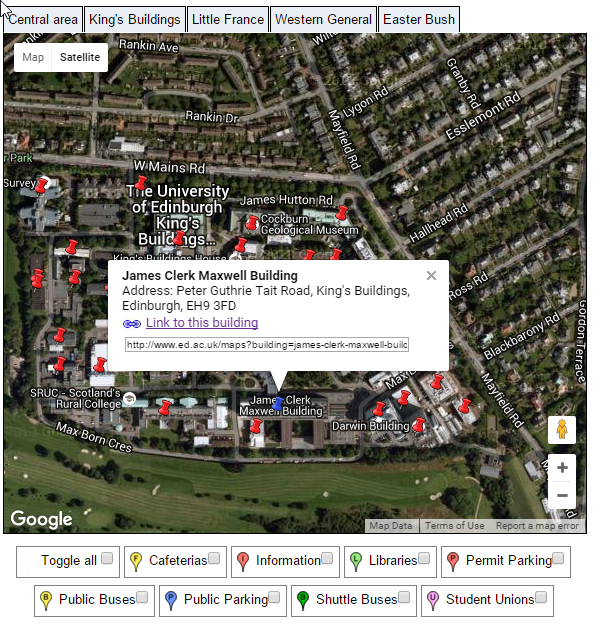 Central area King's Buildings Little France Western General Easter Bush
Map Satellite
Rankin Ave
Granby Rd
Lygon Rd
Esslemont Rd
Rankin Dr
Mayfield Rd
W Mains Rd
Survey
The University
of Edinburgh
King's
Buildings...
James Hutton Rd
Cockburn
Geological Museum
Hallhead Rd
King's Buildings House
James Clerk Maxwell Building
Address: Peter Guthrie Tait Road, King's Buildings,
Edinburgh, EH9 3FD
Link to this building
http://www.ed.ac.uk/maps?building=james-clerk-maxwell-build
Ross Rd
Gordon Terrace
Blackbarony Rd
Mayfield Rd
SRUC - Scotland's
Rural College
James Clerk
Maxwell Building
Darwin Building
Max Born Cres
Google
Map Data Terms of Use Report a map error
Toggle all F Cafeterias I Information L Libraries P Permit Parking
B Public Buses P Public Parking B Shuttle Buses U Student Unions